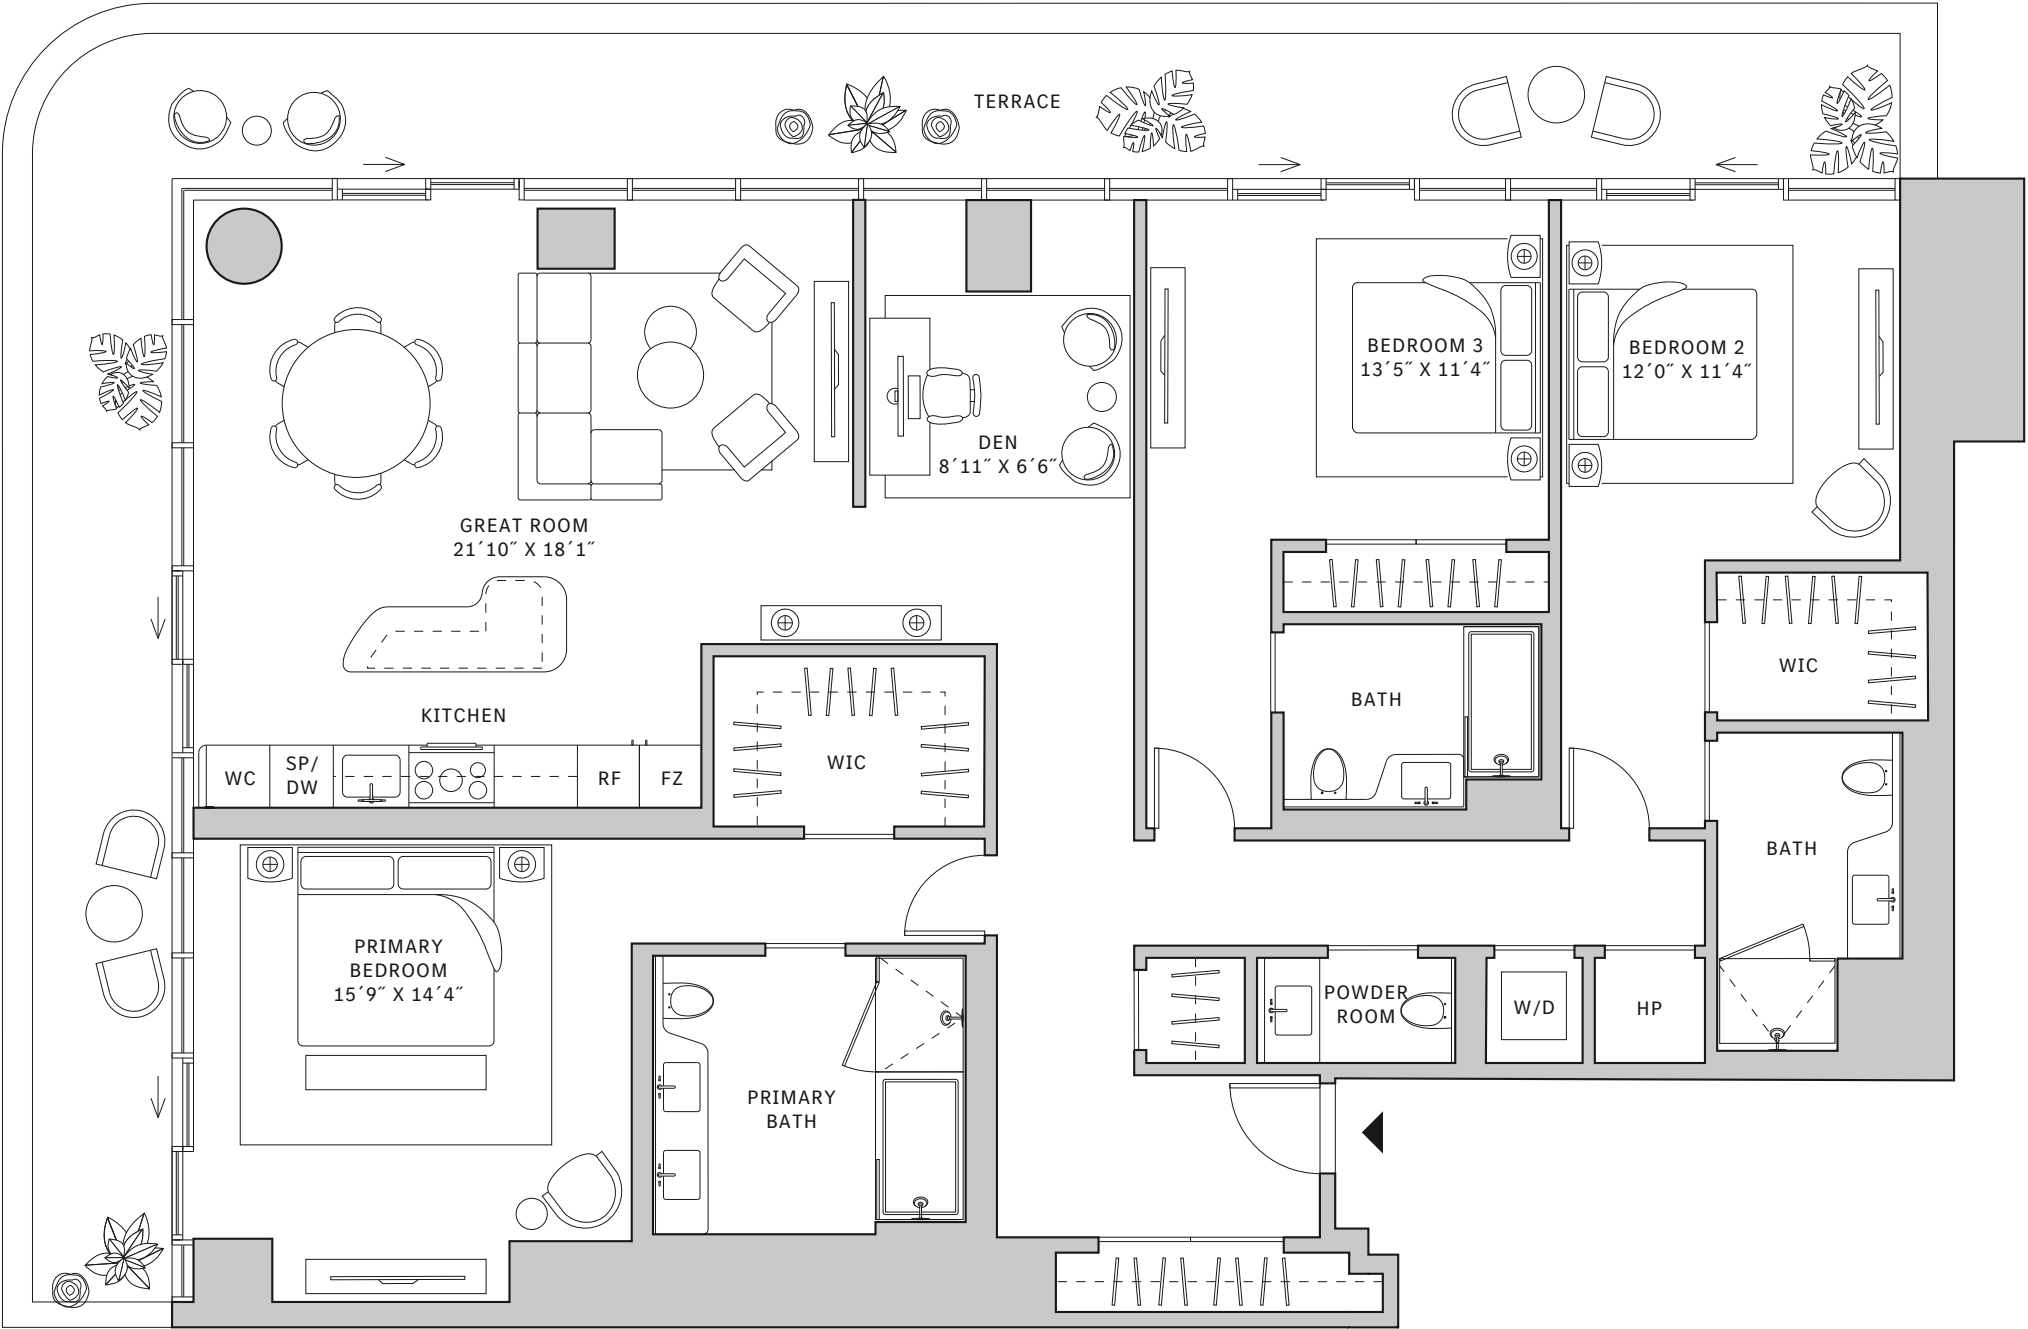 TERRACE
BEDROOM 3
13´5˝ X 11´4˝
BEDROOM 2
12´0˝ X 11´4˝
DEN
8´11˝ X 6´6˝
GREAT ROOM
21´10˝ X 18´1˝
KITCHEN
WC
SP/
DW
RF
FZ
WIC
BATH
WIC
BATH
PRIMARY
BEDROOM
15´9˝ X 14´4˝
PRIMARY
BATH
POWDER
ROOM
W/D
HP